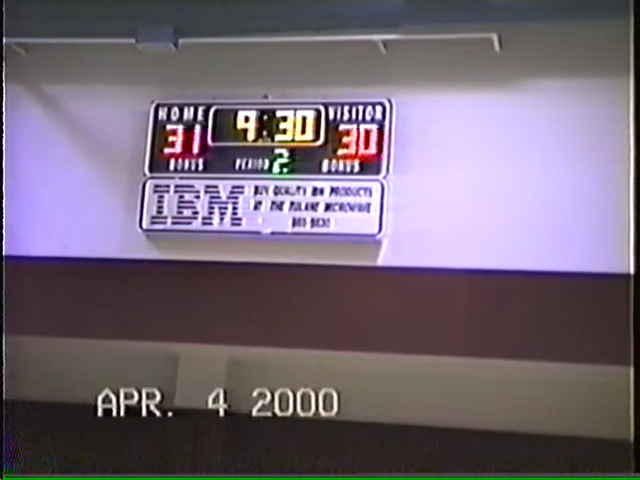 HOME 9:30 VISITOR
31 30
BONUS PERIOD 2 BONUS
IBM
BUY QUALITY IBM PRODUCTS
AT THE TULANE MICROWAVE
APR. 4 2000